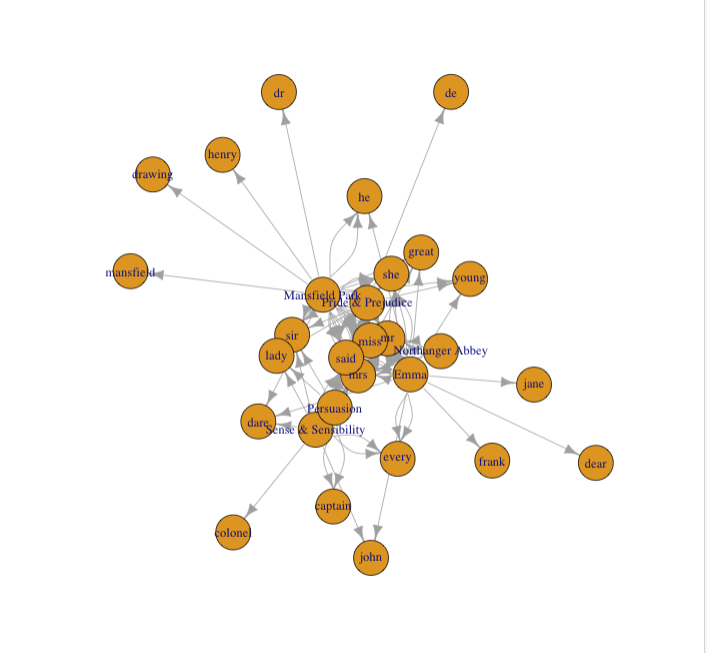 dr
de
henry
drawing
he
great
she
young
mansfield
Mansfield Park
Pride & Prejudice
sir
miss
mr
Northanger Abbey
lady
said
mrs
Emma
jane
Persuasion
dare
Sense & Sensibility
every
frank
dear
captain
colonel
john